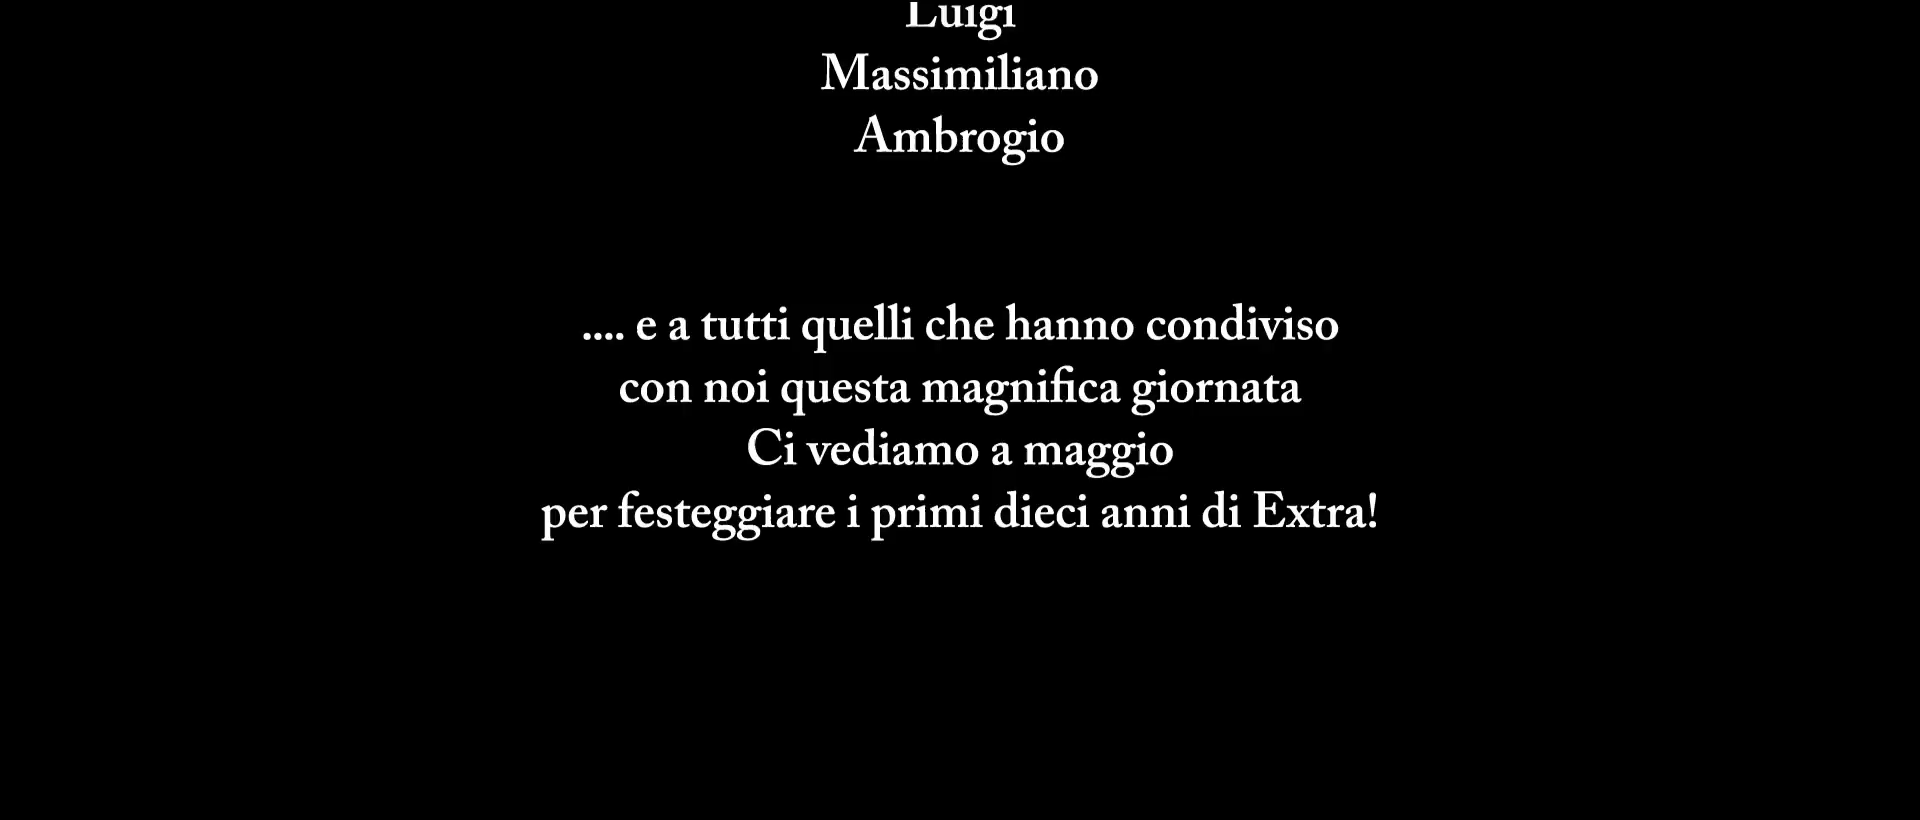 Luigi
Massimiliano
Ambrogio
.... e a tutti quelli che hanno condiviso
con noi questa magnifica giornata
Ci vediamo a maggio
per festeggiare i primi dieci anni di Extra!